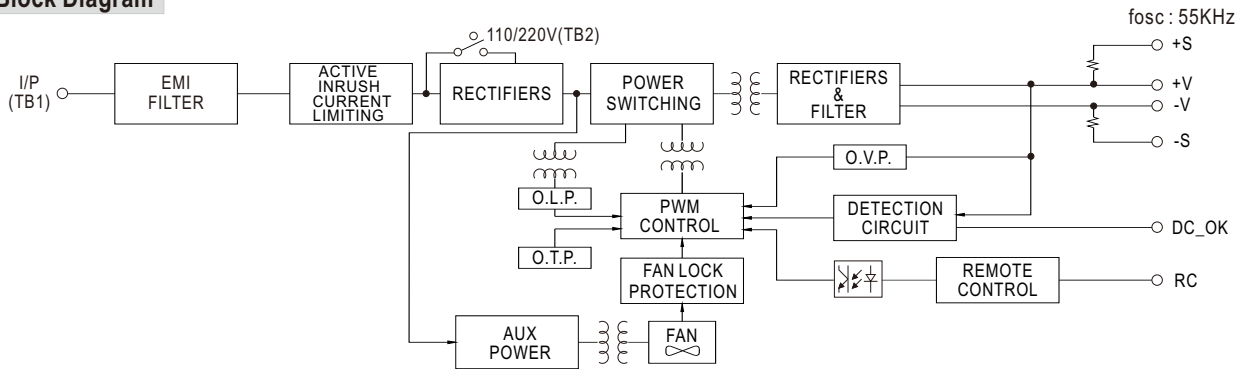 Block Diagram
fosc : 55KHz
110/220V(TB2)
+S
I/P
(TB1)
EMI
FILTER
ACTIVE
INRUSH
CURRENT
LIMITING
RECTIFIERS
POWER
SWITCHING
RECTIFIERS
&
FILTER
+V
-V
-S
O.V.P.
O.L.P.
PWM
CONTROL
DETECTION
CIRCUIT
DC_OK
O.T.P.
FAN LOCK
PROTECTION
REMOTE
CONTROL
RC
AUX
POWER
FAN